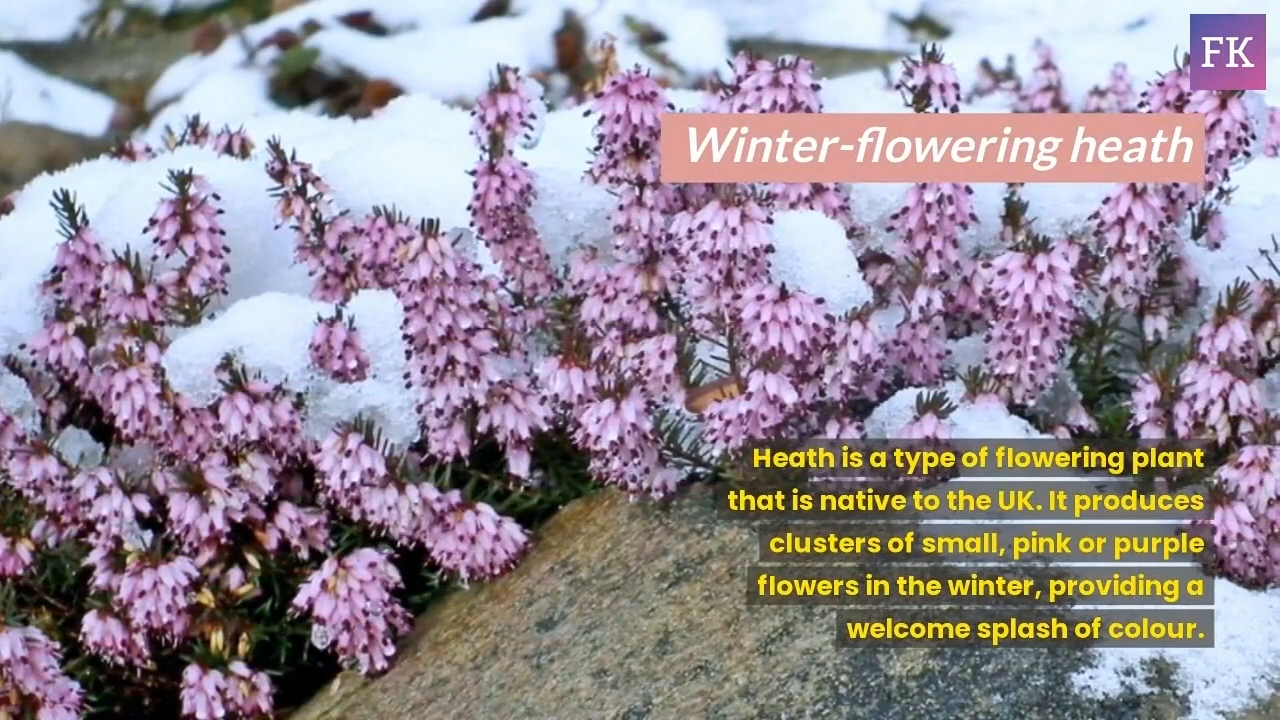 FK
Winter-flowering heath
Heath is a type of flowering plant
that is native to the UK. It produces
clusters of small, pink or purple
flowers in the winter, providing a
welcome splash of colour.